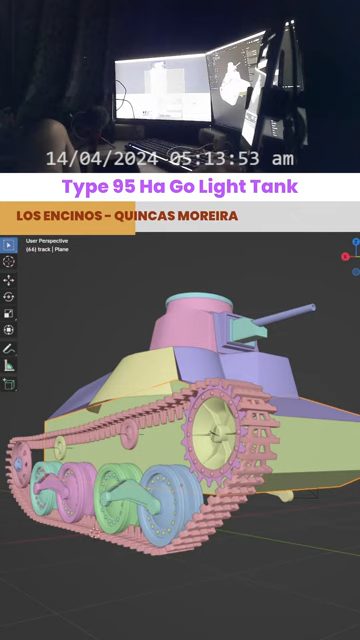 14/04/2024 05:13:53 am
Type 95 Ha Go Light Tank
LOS ENCINOS - QUINCAS MOREIRA
User Perspective
(66) track | Plane